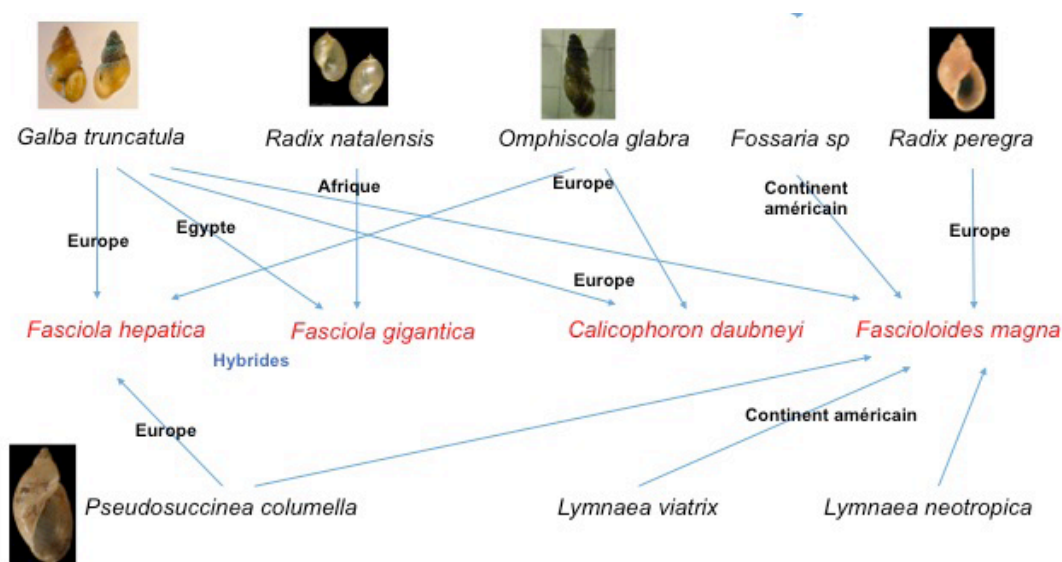 Galba truncatula
Radix natalensis
Omphiscola glabra
Fossaria sp
Radix peregra
Europe
Egypte
Afrique
Europe
Europe
Continent
américain
Europe
Fasciola hepatica
Fasciola gigantica
Calicophoron daubneyi
Fascioloides magna
Hybrides
Europe
Continent américain
Pseudosuccinea columella
Lymnaea viatrix
Lymnaea neotropica